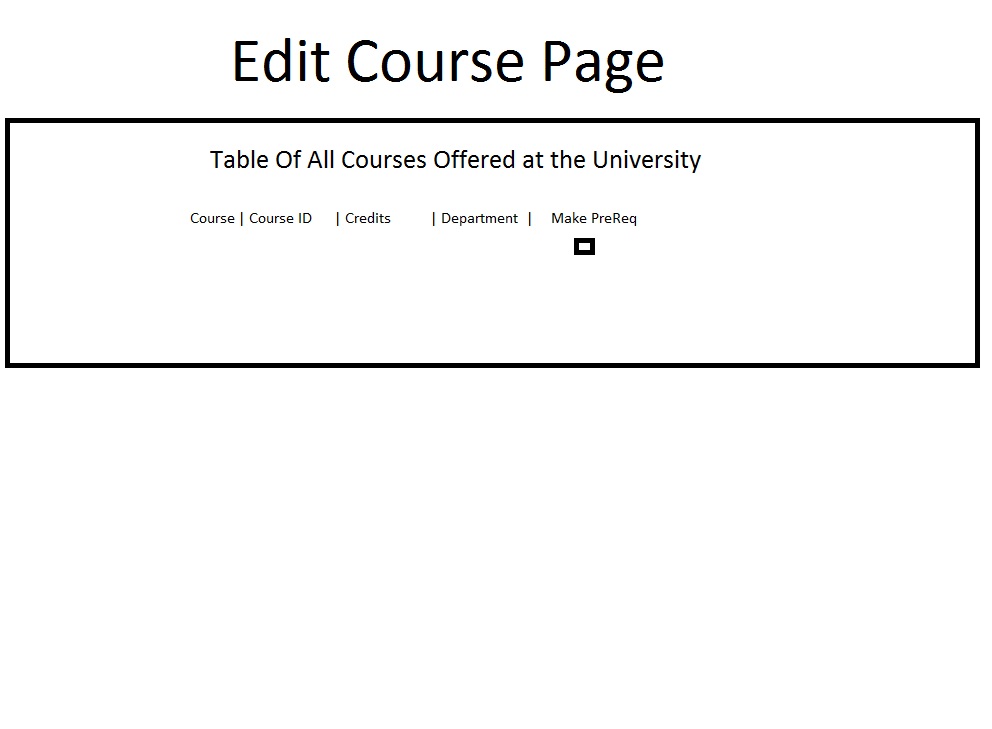 Edit Course Page
Table Of All Courses Offered at the University
Course | Course ID | Credits | Department | Make PreReq